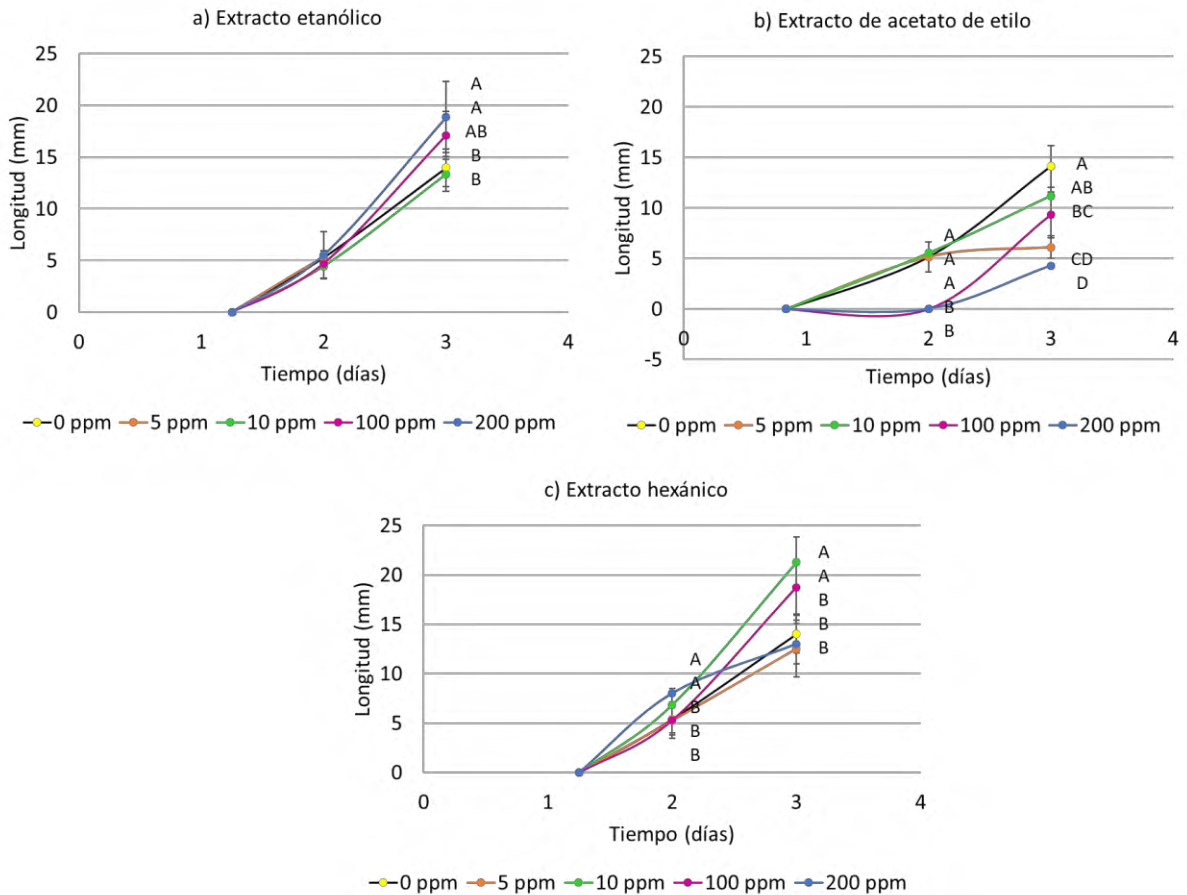 a) Extracto etanólico
25
20
15
10
5
0
Longitud (mm)
A
A
AB
B
B
0 1 2 3 4
Tiempo (días)
0 ppm 5 ppm 10 ppm 100 ppm 200 ppm
b) Extracto de acetato de etilo
25
20
15
10
5
0
-5
Longitud (mm)
A
A
A
B
B
A
AB
BC
CD
D
0 1 2 3 4
Tiempo (días)
0 ppm 5 ppm 10 ppm 100 ppm 200 ppm
c) Extracto hexánico
25
20
15
10
5
0
Longitud (mm)
A
A
B
B
B
A
A
B
B
B
0 1 2 3 4
Tiempo (días)
0 ppm 5 ppm 10 ppm 100 ppm 200 ppm